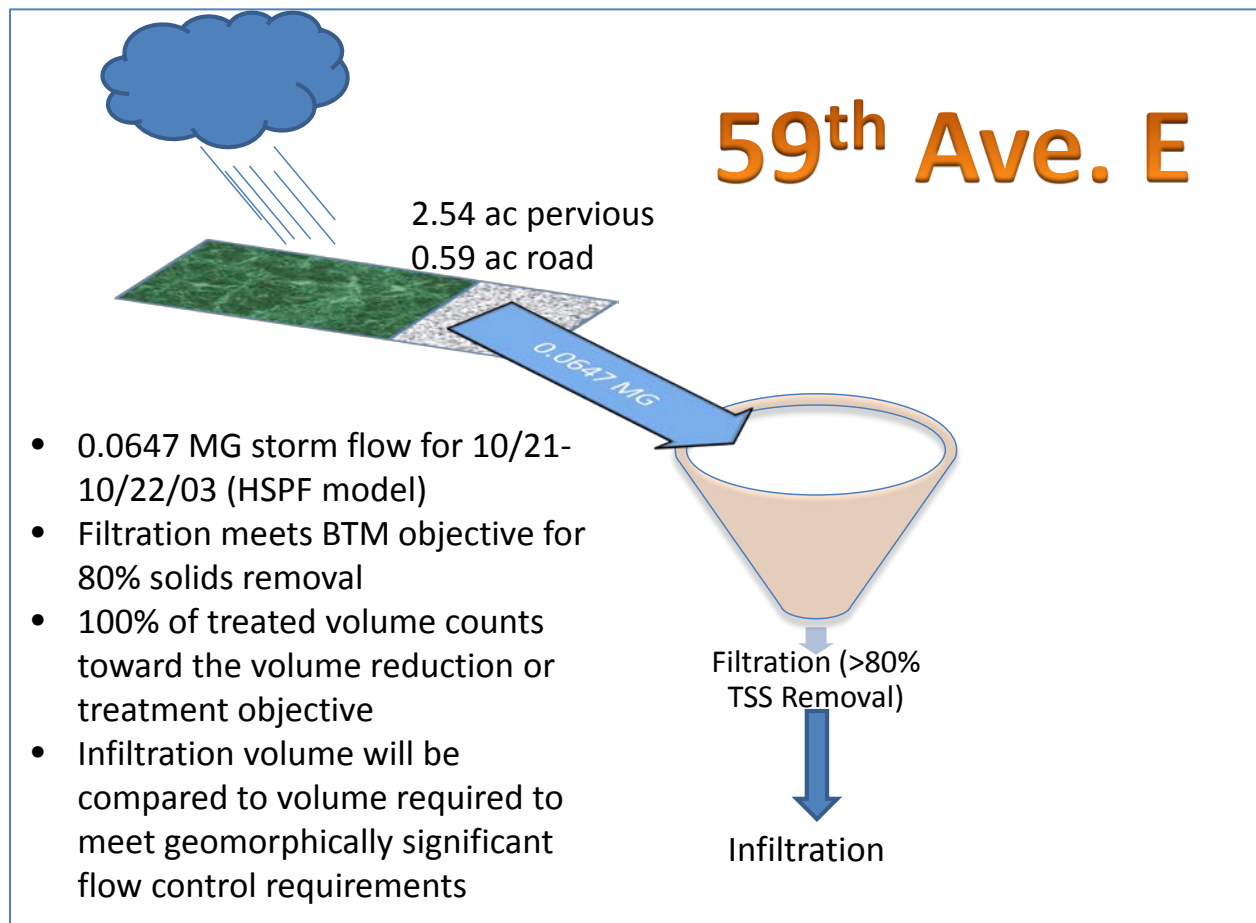 59th Ave. E
2.54 ac pervious
0.59 ac road
0.0647 MG
• 0.0647 MG storm flow for 10/21-
10/22/03 (HSPF model)
• Filtration meets BTM objective for
80% solids removal
• 100% of treated volume counts
toward the volume reduction or
treatment objective
• Infiltration volume will be
compared to volume required to
meet geomorphically significant
flow control requirements
Filtration (>80%
TSS Removal)
Infiltration